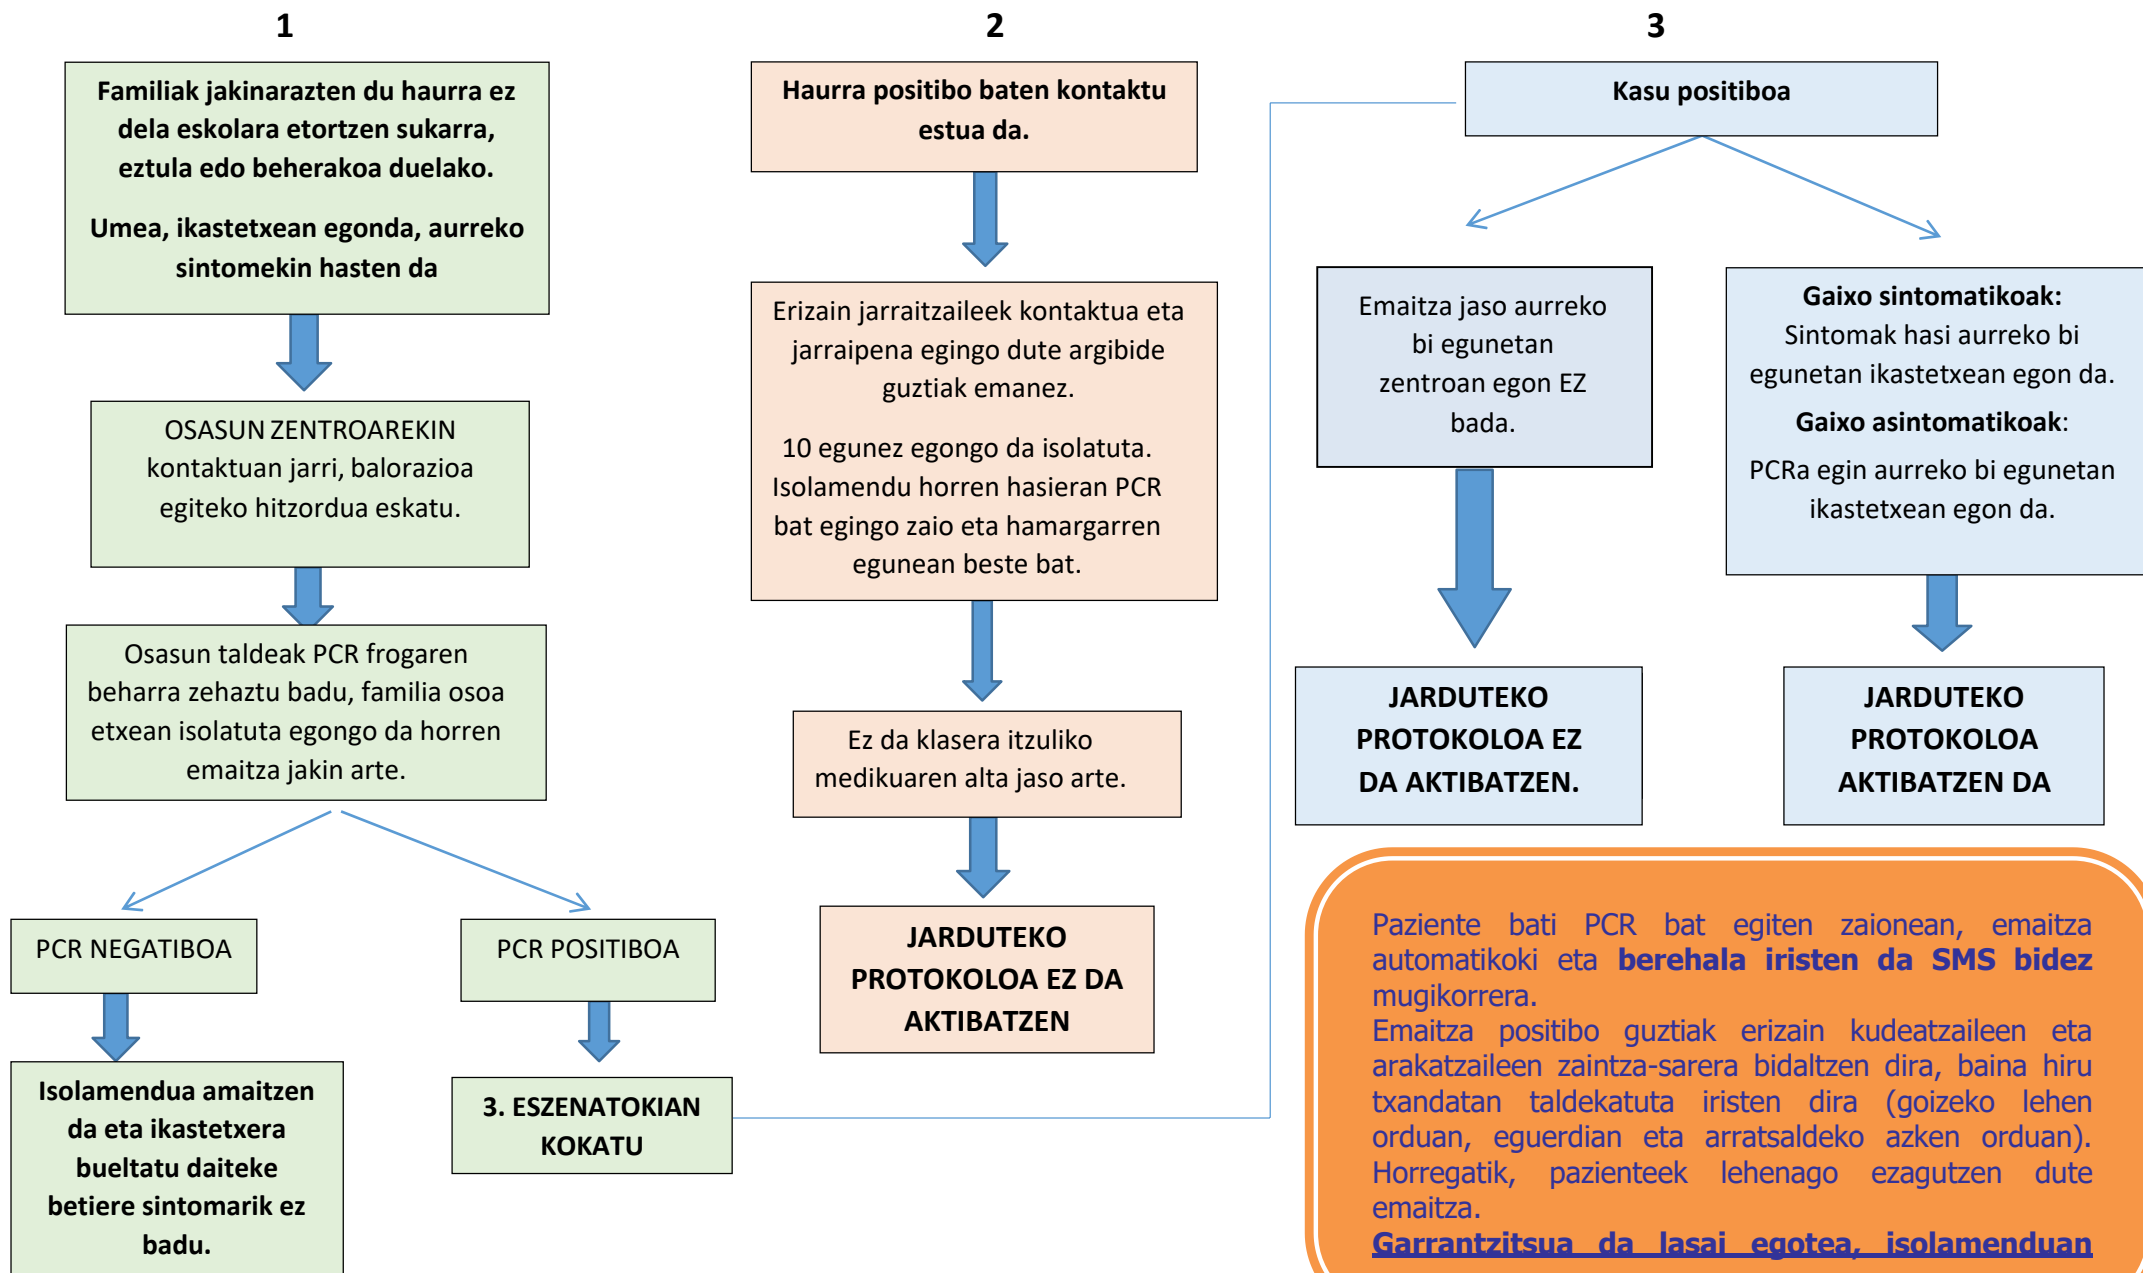 1
Familiak jakinarazten du haurra ez
dela eskolara etortzen sukarra,
eztula edo beherakoa duelako.
Umea, ikastetxean egonda, aurreko
sintomekin hasten da
OSASUN ZENTROAREKIN
kontaktuan jarri, balorazioa
egiteko hitzordua eskatu.
Osasun taldeak PCR frogaren
beharra zehaztu badu, familia osoa
etxean isolatuta egongo da horren
emaitza jakin arte.
PCR NEGATIBOA
Isolamendua amaitzen
da eta ikastetxera
bueltatu daiteke
betiere sintomarik ez
badu.
PCR POSITIBOA
3. ESZENATOKIAN
KOKATU
2
Haurra positibo baten kontaktu
estua da.
Erizain jarraitzaileek kontaktua eta
jarraipena egingo dute argibide
guztiak emanez.
10 egunez egongo da isolatuta.
Isolamendu horren hasieran PCR
bat egingo zaio eta hamargarren
egunean beste bat.
Ez da klasera itzuliko
medikuaren alta jaso arte.
JARDUTEKO
PROTOKOLOA EZ DA
AKTIBATZEN
3
Kasu positiboa
Emaitza jaso aurreko
bi egunetan
zentroan egon EZ
bada.
JARDUTEKO
PROTOKOLOA EZ
DA AKTIBATZEN.
Gaixo sintomatikoak:
Sintomak hasi aurreko bi
egunetan ikastetxean egon da.
Gaixo asintomatikoak:
PCRa egin aurreko bi egunetan
ikastetxean egon da.
JARDUTEKO
PROTOKOLOA
AKTIBATZEN DA
Paziente bati PCR bat egiten zaionean, emaitza
automatikoki eta berehala iristen da SMS bidez
mugikorrera.
Emaitza positibo guztiak erizain kudeatzaileen eta
arakatzaileen zaintza-sarera bidaltzen dira, baina hiru
txandatan taldekatuta iristen dira (goizeko lehen
orduan, eguerdian eta arratsaldeko azken orduan).
Horregatik, pazienteek lehenago ezagutzen dute
emaitza.
Garrantzitsua da lasai egotea, isolamenduan